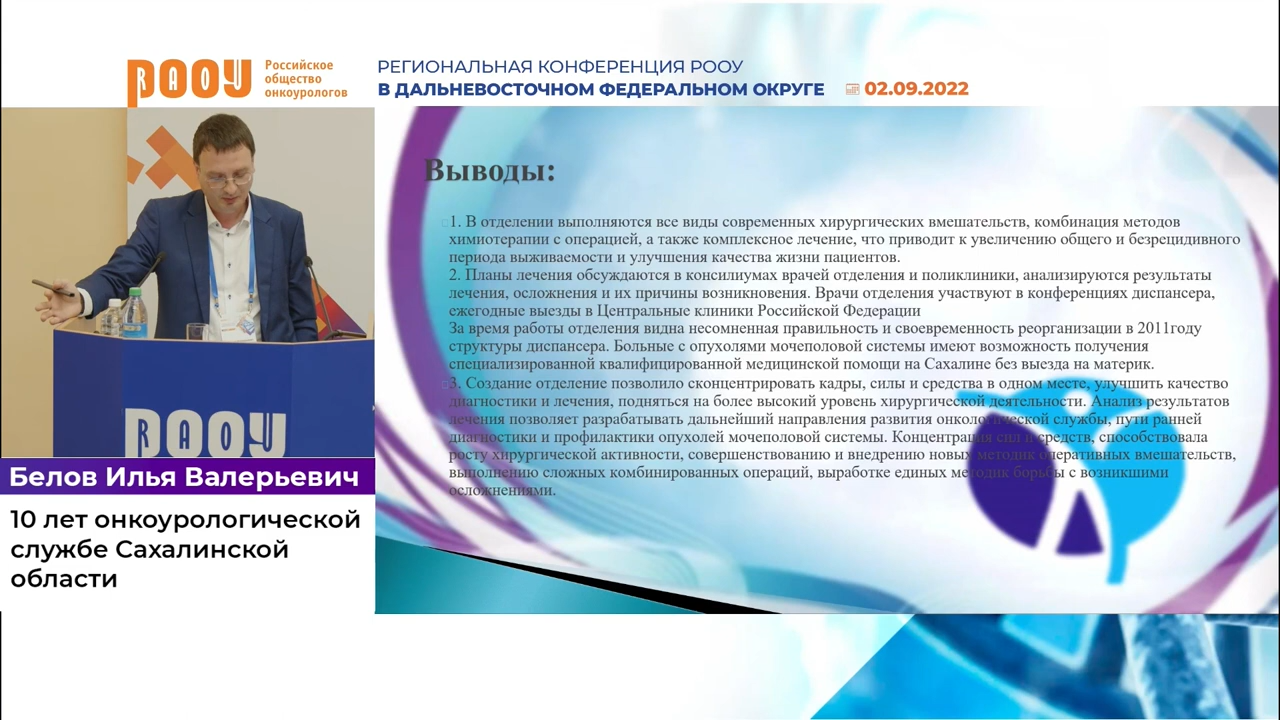 РООУ
Российское
общество
онкоурологов
РЕГИОНАЛЬНАЯ КОНФЕРЕНЦИЯ РООУ
В ДАЛЬНЕВОСТОЧНОМ ФЕДЕРАЛЬНОМ ОКРУГЕ 02.09.2022
Выводы:
1. В отделении выполняются все виды современных хирургических вмешательств, комбинация методов
химиотерапии с операцией, а также комплексное лечение, что приводит к увеличению общего и безрецидивного
периода выживаемости и улучшения качества жизни пациентов.
2. Планы лечения обсуждаются в консилиумах врачей отделения и поликлиники, анализируются результаты
лечения, осложнения и их причины возникновения. Врачи отделения участвуют в конференциях диспансера,
ежегодные выезды в Центральные клиники Российской Федерации
За время работы отделения видна несомненная правильность и своевременность реорганизации в 2011году
структуры диспансера. Больные с опухолями мочеполовой системы имеют возможность получения
специализированной квалифицированной медицинской помощи на Сахалине без выезда на материк.
3. Создание отделение позволило сконцентрировать кадры, силы и средства в одном месте, улучшить качество
диагностики и лечения, подняться на более высокий уровень хирургической деятельности. Анализ результатов
лечения позволяет разрабатывать дальнейший направления развития онкологической службы, пути ранней
диагностики и профилактики опухолей мочеполовой системы. Концентрация сил и средств, способствовала
росту хирургической активности, совершенствованию и внедрению новых методик оперативных вмешательств,
выполнению сложных комбинированных операций, выработке единых методик борьбы с возникшими
осложнениями.
РООУ
Белов Илья Валерьевич
10 лет онкоурологической
службе Сахалинской
области